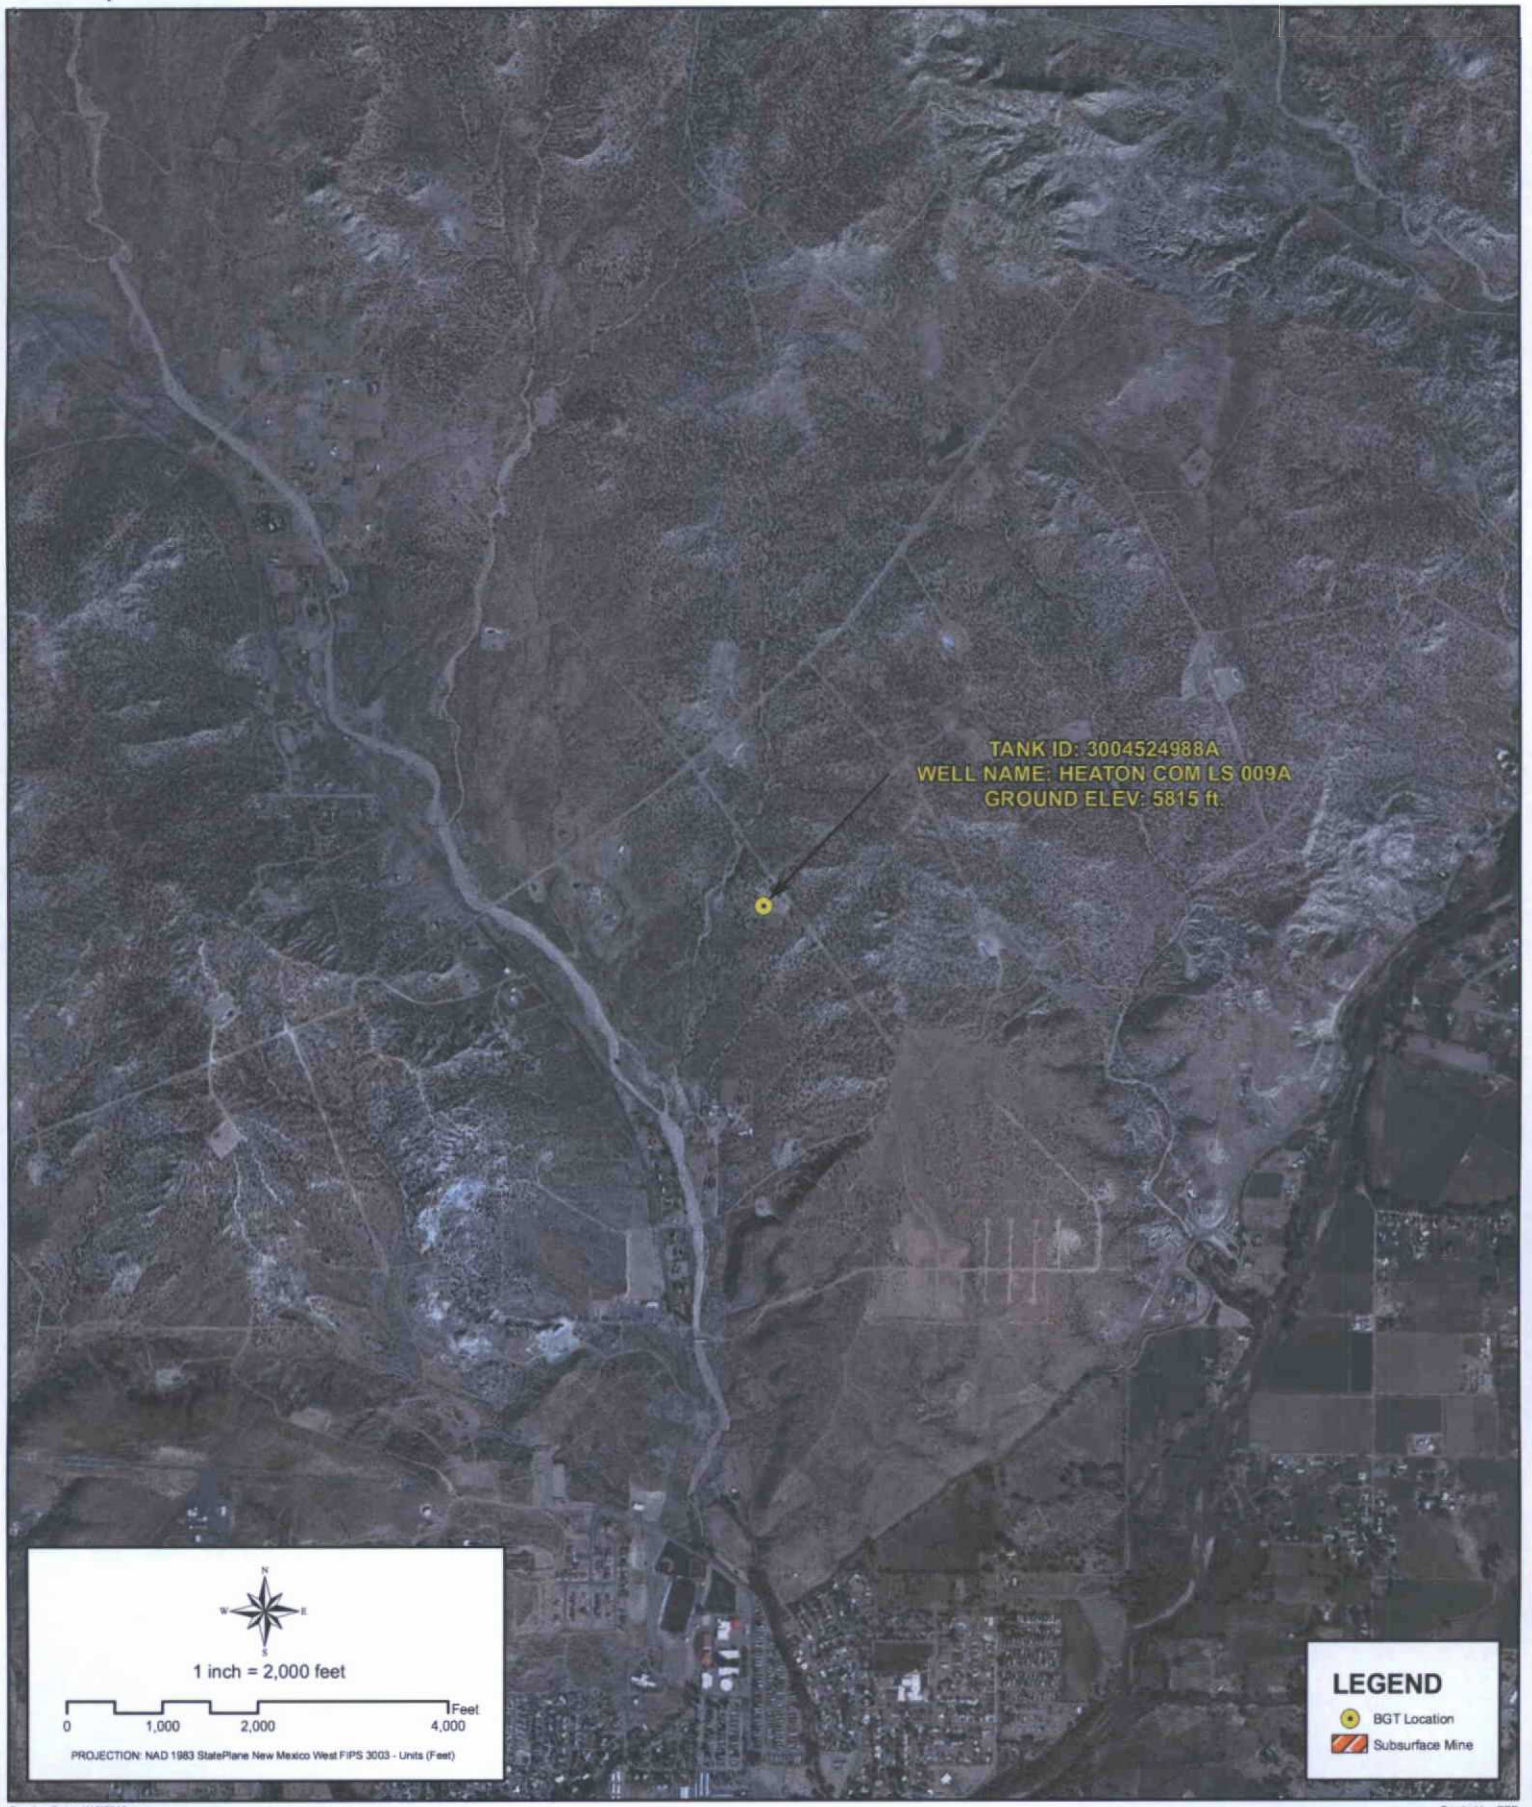 TANK ID: 3004524988A
WELL NAME: HEATON COM LS 009A
GROUND ELEV: 5815 ft.
N
W E
S
1 inch = 2,000 feet
Feet
0 1,000 2,000 4,000
PROJECTION: NAD 1983 StatePlane New Mexico West FIPS 3003 - Units (Feet)
LEGEND
BGT Location
Subsurface Mine